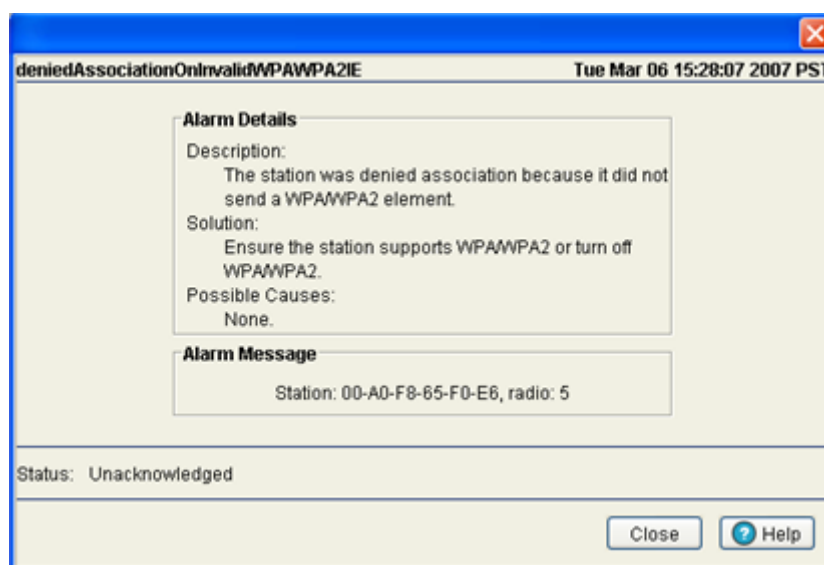 deniedAssociationOnInvalidWPAWPA2IE Tue Mar 06 15:28:07 2007 PST
Alarm Details
Description:
The station was denied association because it did not
send a WPA/WPA2 element.
Solution:
Ensure the station supports WPA/WPA2 or turn off
WPA/WPA2.
Possible Causes:
None.
Alarm Message
Station: 00-A0-F8-65-F0-E6, radio: 5
Status: Unacknowledged
Close
? Help